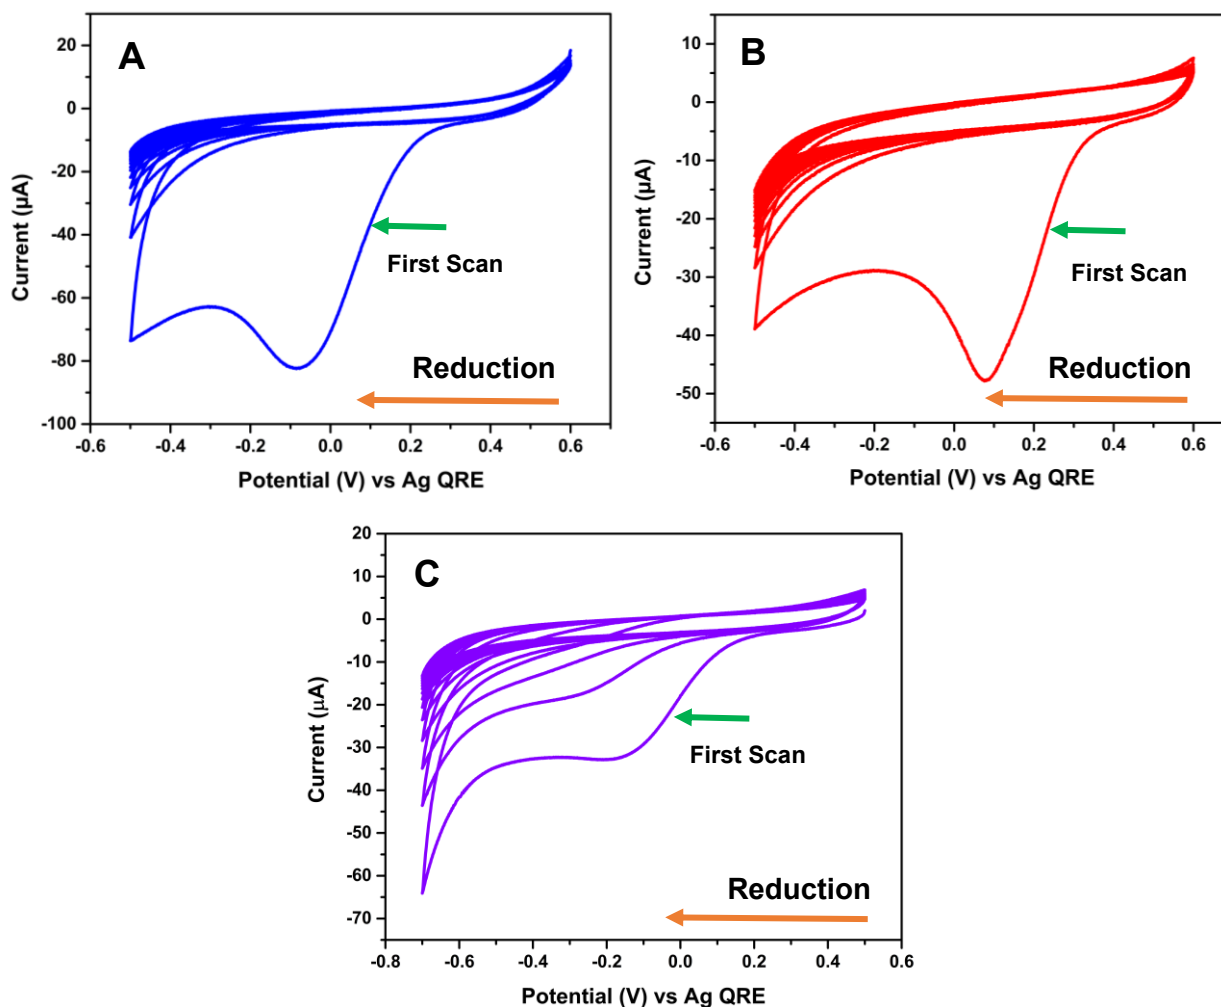 A
20
0
-20
-40
-60
-80
-100
Current (µA)
First Scan
Reduction
-0.6 -0.4 -0.2 0.0 0.2 0.4 0.6
Potential (V) vs Ag QRE
B
10
0
-10
-20
-30
-40
-50
Current (µA)
First Scan
Reduction
-0.6 -0.4 -0.2 0.0 0.2 0.4 0.6
Potential (V) vs Ag QRE
C
20
10
0
-10
-20
-30
-40
-50
-60
-70
Current (µA)
First Scan
Reduction
-0.8 -0.6 -0.4 -0.2 0.0 0.2 0.4 0.6
Potential (V) vs Ag QRE